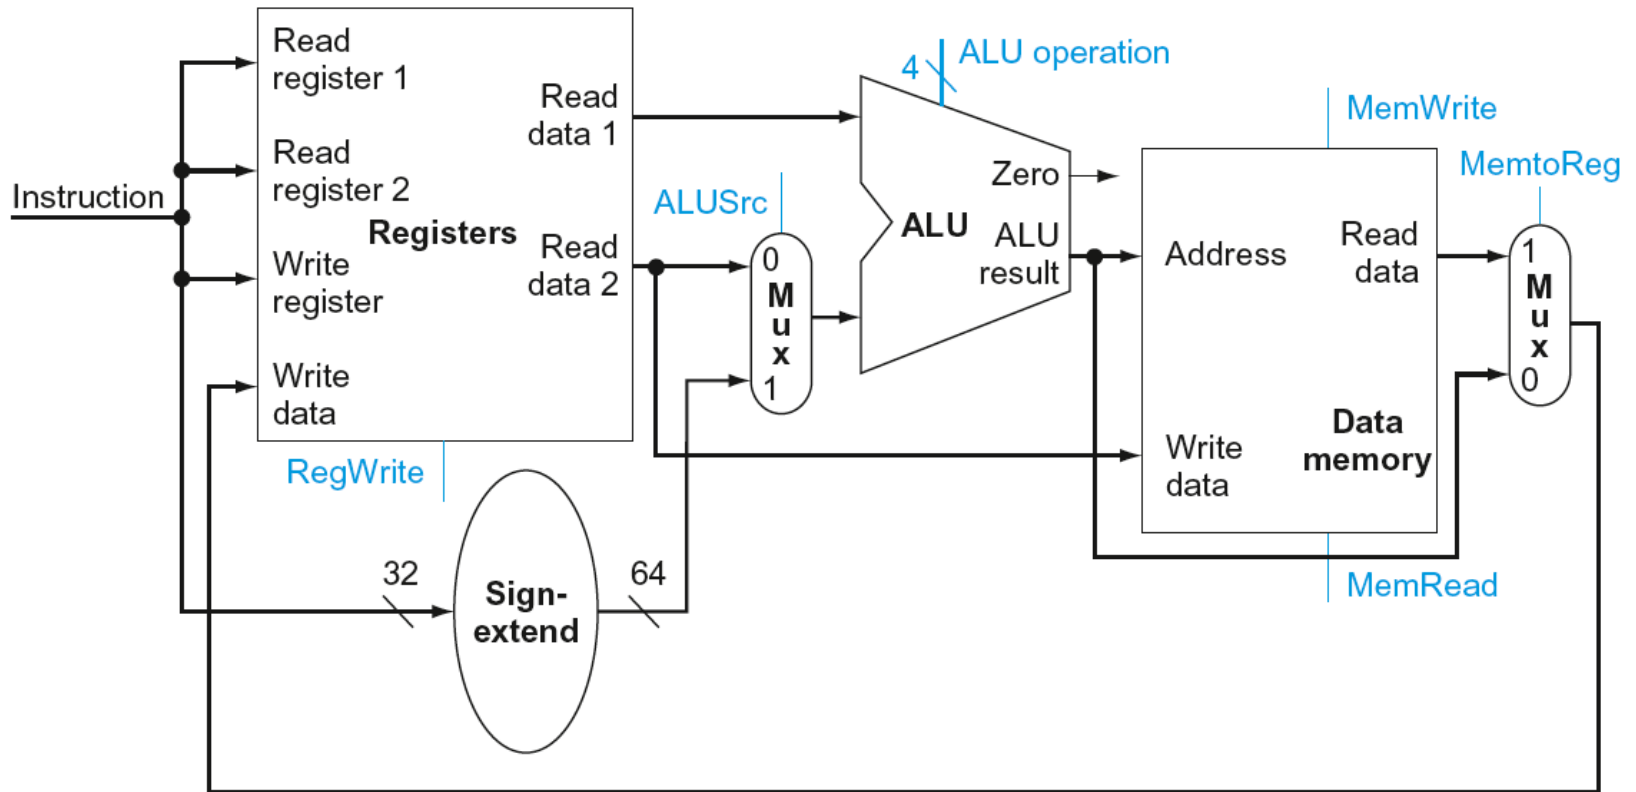 Instruction
Read
register 1
Read
register 2
Registers
Write
register
Write
data
Read
data 1
Read
data 2
RegWrite
32
Sign-
extend
64
ALUSrc
0
M
u
x
1
4
ALU operation
Zero
ALU
ALU
result
MemWrite
Address
Read
data
Write
data
Data
memory
MemRead
MemtoReg
1
M
u
x
0